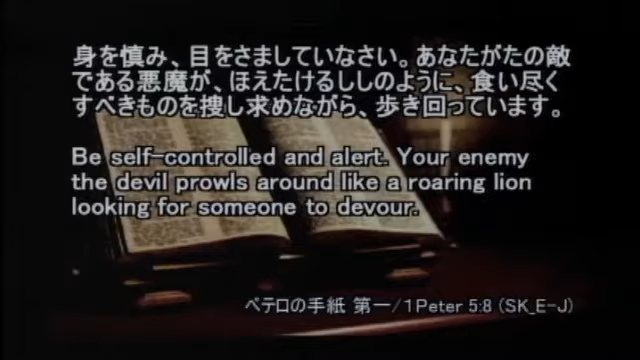 身を慎み、目をさましていなさい。あなたがたの敵
である悪魔が、ほえたけるししのように、食い尽く
すべきものを捜し求めながら、歩き回っています。
Be self-controlled and alert. Your enemy
the devil prowls around like a roaring lion
looking for someone to devour.
ペテロの手紙 第一/1Peter 5:8 (SK_E-J)